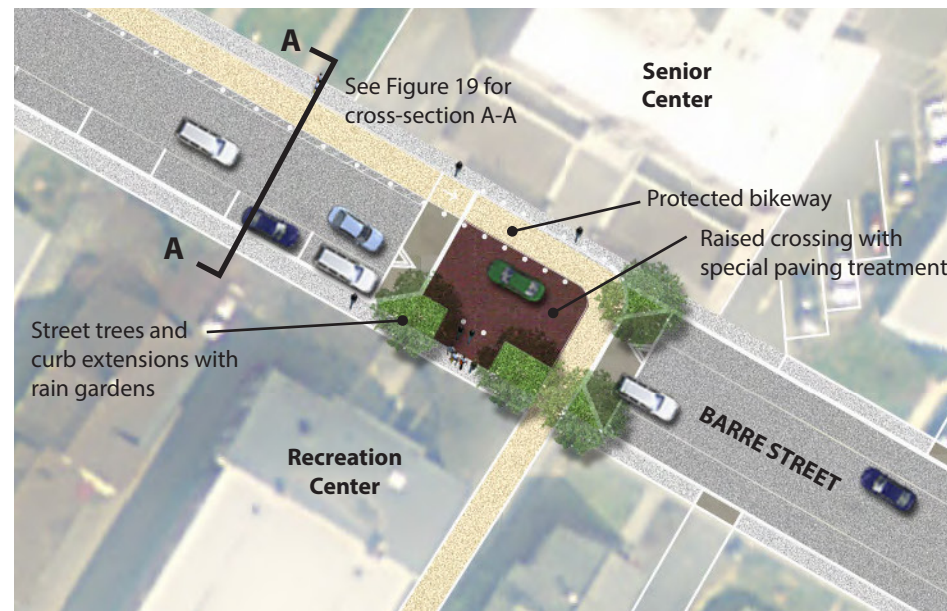 A
See Figure 19 for
cross-section A-A
Senior
Center
Protected bikeway
Raised crossing with
special paving treatment
A
Street trees and
curb extensions with
rain gardens
Recreation
Center
BARRE STREET